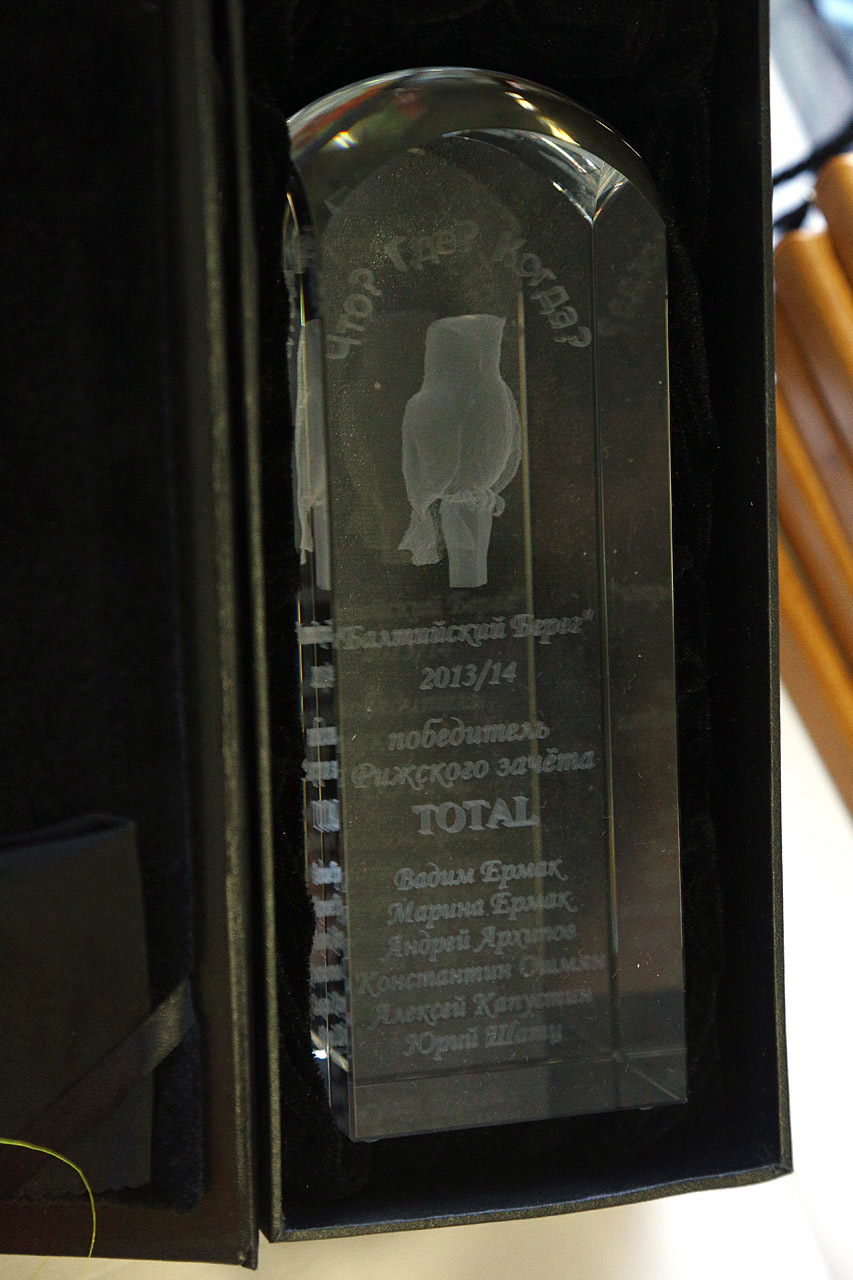 Что? Где? Когда?
"Балтийский Берег"
2013/14
победитель
Рижского зачёта
TOTAL
Вадим Ермак
Марина Ермак
Андрей Архипов
Константин
Алексей Капустин
Юрий Шатц